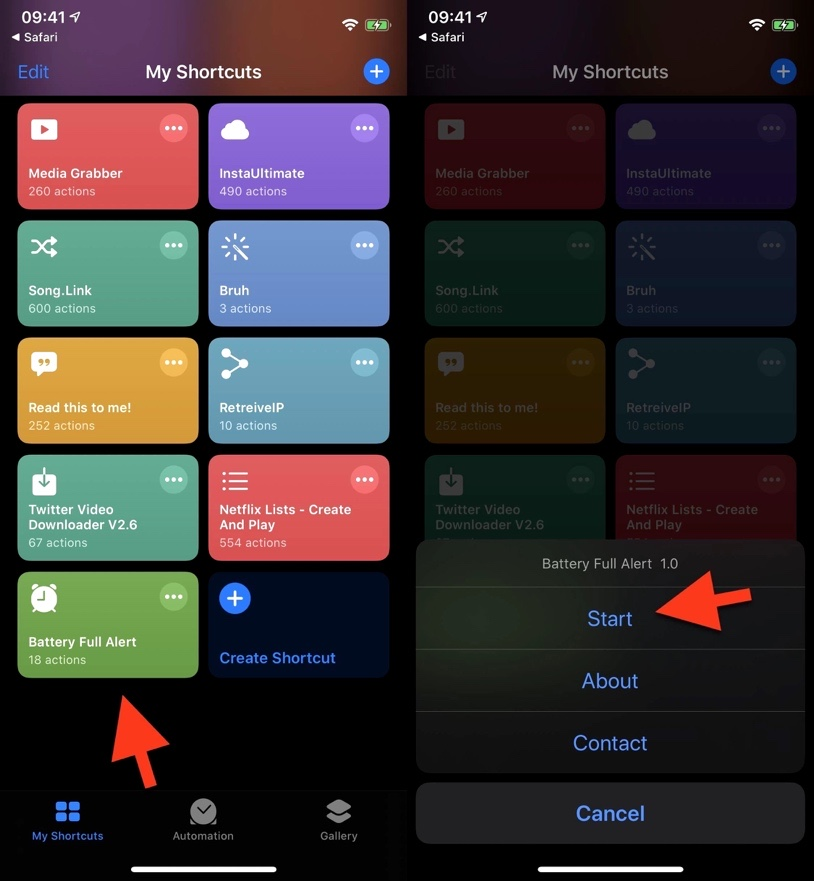 09:41
Safari
Edit
My Shortcuts
Media Grabber
260 actions
InstaUltimate
490 actions
Song.Link
600 actions
Bruh
3 actions
Read this to me!
252 actions
RetreiveIP
10 actions
Twitter Video
Downloader V2.6
67 actions
Netflix Lists - Create
And Play
554 actions
Battery Full Alert
18 actions
Create Shortcut
My Shortcuts
Automation
Gallery
09:41
Safari
Edit
My Shortcuts
Media Grabber
260 actions
InstaUltimate
490 actions
Song.Link
600 actions
Bruh
3 actions
Read this to me!
252 actions
RetreiveIP
10 actions
Twitter Video
Downloader V2.6
Netflix Lists - Create
And Play
Battery Full Alert 1.0
Start
About
Contact
Cancel